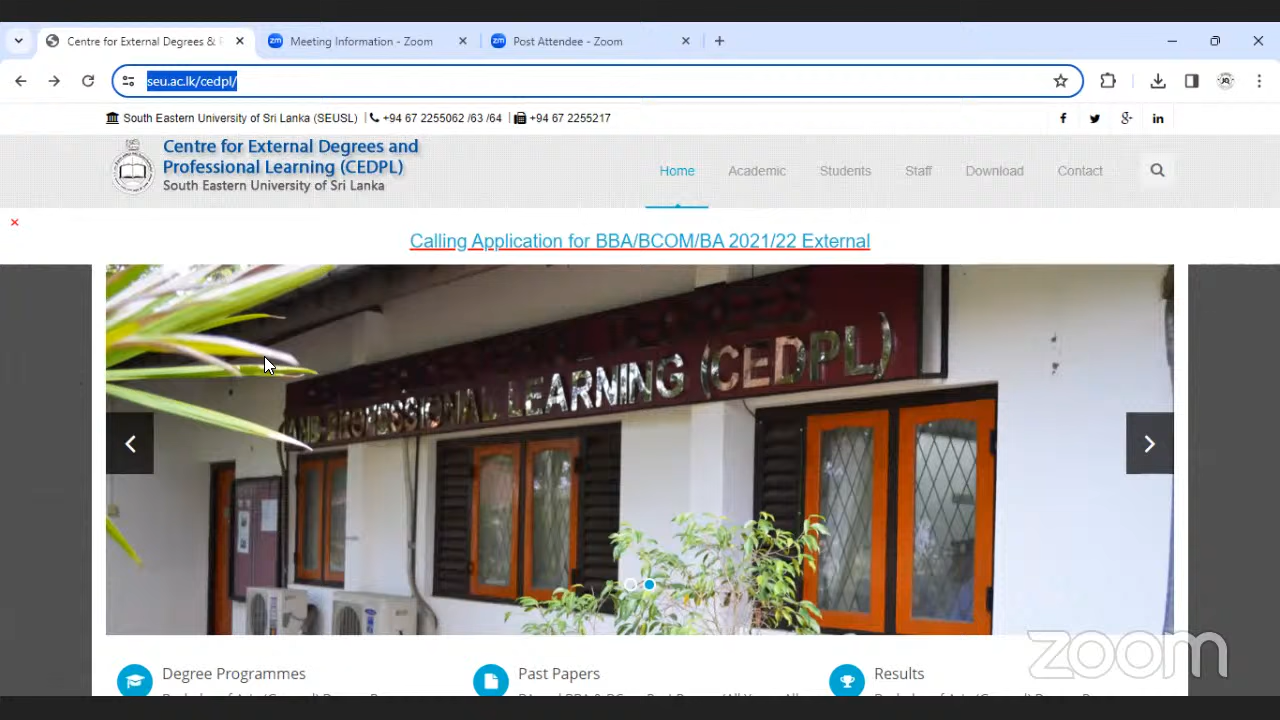 Centre for External Degrees &
Meeting Information - Zoom
Post Attendee - Zoom
seu.ac.lk/cedpl/
South Eastern University of Sri Lanka (SEUSL) +94 67 2255062 /63 /64 +94 67 2255217
Centre for External Degrees and
Professional Learning (CEDPL)
South Eastern University of Sri Lanka
Home Academic Students Staff Download Contact
Calling Application for BBA/BCOM/BA 2021/22 External
AND PROFESSIONAL LEARNING (CEDPL)
zoom
Degree Programmes Past Papers Results